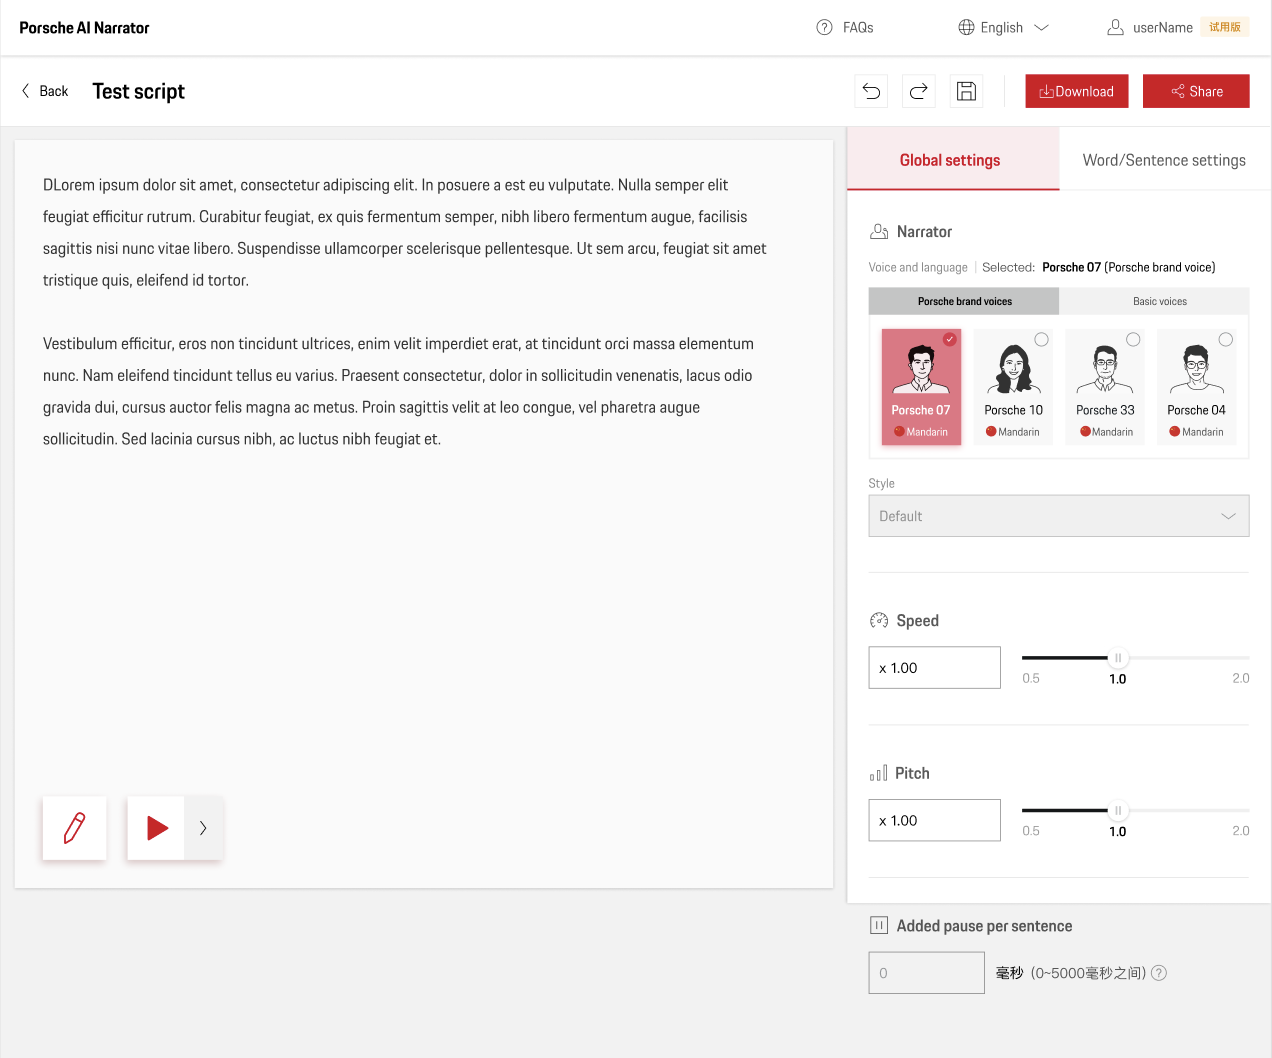 Porsche AI Narrator
FAQs
English
userName
试用版
Back
Test script
Download
Share
DLorem ipsum dolor sit amet, consectetur adipiscing elit. In posuere a est eu vulputate. Nulla semper elit
feugiat efficitur rutrum. Curabitur feugiat, ex quis fermentum semper, nibh libero fermentum augue, facilisis
sagittis nisi nunc vitae libero. Suspendisse ullamcorper scelerisque pellentesque. Ut sem arcu, feugiat sit amet
tristique quis, eleifend id tortor.
Vestibulum efficitur, eros non tincidunt ultrices, enim velit imperdiet erat, at tincidunt orci massa elementum
nunc. Nam eleifend tincidunt tellus eu varius. Praesent consectetur, dolor in sollicitudin venenatis, lacus odio
gravida dui, cursus auctor felis magna ac metus. Proin sagittis velit at leo congue, vel pharetra augue
sollicitudin. Sed lacinia cursus nibh, ac luctus nibh feugiat et.
Global settings
Word/Sentence settings
Narrator
Voice and language | Selected: Porsche 07 (Porsche brand voice)
Porsche brand voices
Basic voices
Porsche 07
Mandarin
Porsche 10
Mandarin
Porsche 33
Mandarin
Porsche 04
Mandarin
Style
Default
Speed
x 1.00
0.5 1.0 2.0
Pitch
x 1.00
0.5 1.0 2.0
Added pause per sentence
0
毫秒 (0~5000毫秒之间)